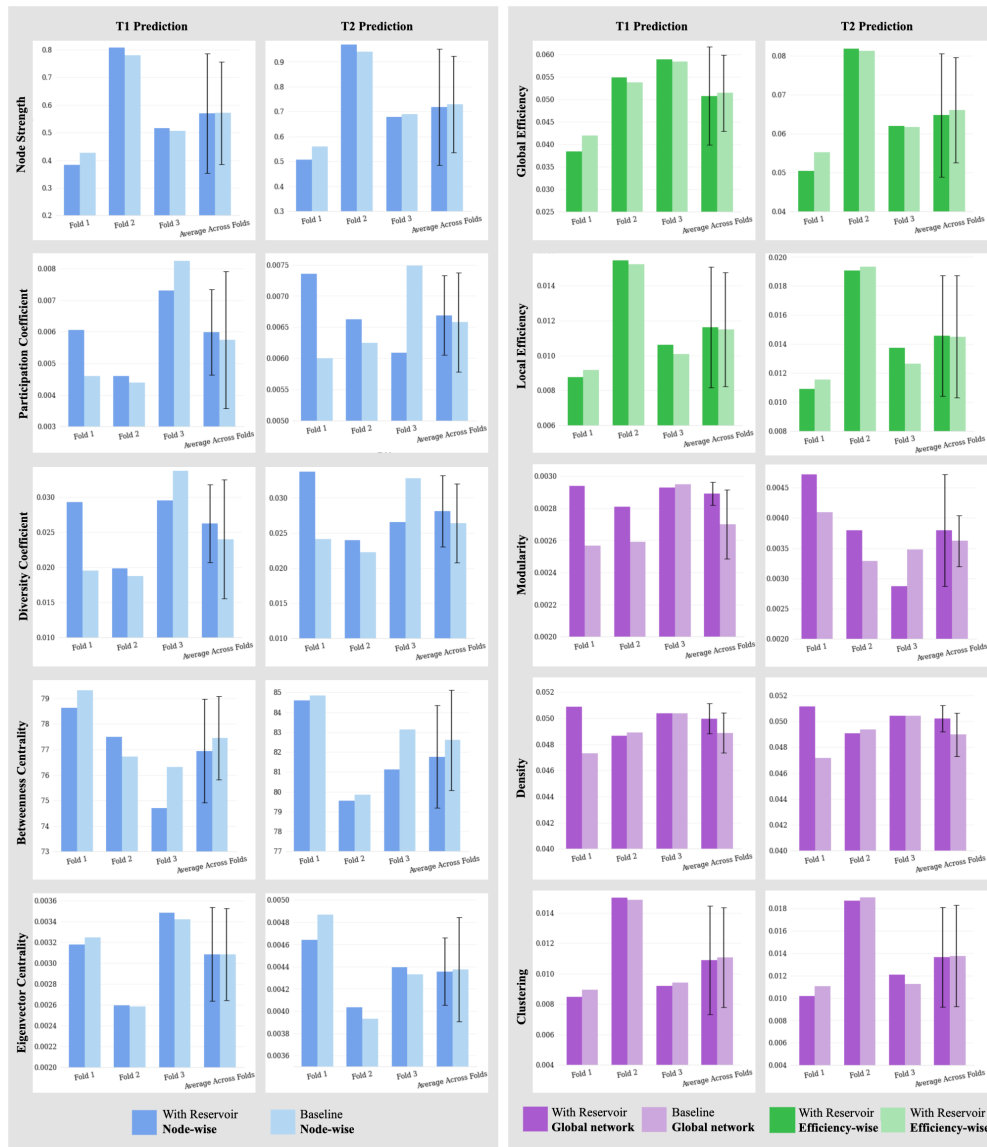 T1 Prediction
T2 Prediction
Node Strength
0.8
0.7
0.6
0.5
0.4
0.3
0.2
Fold 1
Fold 2
Fold 3
Average Across Folds
0.9
0.8
0.7
0.6
0.5
0.4
0.3
Fold 1
Fold 2
Fold 3
Average Across Folds
Participation Coefficient
0.008
0.007
0.006
0.005
0.004
0.003
Fold 1
Fold 2
Fold 3
Average Across Folds
0.0075
0.0070
0.0065
0.0060
0.0055
0.0050
Fold 1
Fold 2
Fold 3
Average Across Folds
Diversity Coefficient
0.030
0.025
0.020
0.015
0.010
Fold 1
Fold 2
Fold 3
Average Across Folds
0.030
0.025
0.020
0.015
0.010
Fold 1
Fold 2
Fold 3
Average Across Folds
Betweenness Centrality
79
78
77
76
75
74
73
Fold 1
Fold 2
Fold 3
Average Across Folds
85
84
83
82
81
80
79
78
77
Fold 1
Fold 2
Fold 3
Average Across Folds
Eigenvector Centrality
0.0036
0.0034
0.0032
0.0030
0.0028
0.0026
0.0024
0.0022
0.0020
Fold 1
Fold 2
Fold 3
Average Across Folds
0.0050
0.0048
0.0046
0.0044
0.0042
0.0040
0.0038
0.0036
Fold 1
Fold 2
Fold 3
Average Across Folds
With Reservoir
Node-wise
Baseline
Node-wise
T1 Prediction
T2 Prediction
Global Efficiency
0.060
0.055
0.050
0.045
0.040
0.035
0.030
0.025
Fold 1
Fold 2
Fold 3
Average Across Folds
0.08
0.07
0.06
0.05
0.04
Fold 1
Fold 2
Fold 3
Average Across Folds
Local Efficiency
0.014
0.012
0.010
0.008
0.006
Fold 1
Fold 2
Fold 3
Average Across Folds
0.020
0.018
0.016
0.014
0.012
0.010
0.008
Fold 1
Fold 2
Fold 3
Average Across Folds
Modularity
0.0030
0.0028
0.0026
0.0024
0.0022
0.0020
Fold 1
Fold 2
Fold 3
Average Across Folds
0.0045
0.0040
0.0035
0.0030
0.0025
0.0020
Fold 1
Fold 2
Fold 3
Average Across Folds
Density
0.052
0.050
0.048
0.046
0.044
0.042
0.040
Fold 1
Fold 2
Fold 3
Average Across Folds
0.052
0.050
0.048
0.046
0.044
0.042
0.040
Fold 1
Fold 2
Fold 3
Average Across Folds
Clustering
0.014
0.012
0.010
0.008
0.006
0.004
Fold 1
Fold 2
Fold 3
Average Across Folds
0.018
0.016
0.014
0.012
0.010
0.008
0.006
0.004
Fold 1
Fold 2
Fold 3
Average Across Folds
With Reservoir
Global network
Baseline
Global network
With Reservoir
Efficiency-wise
With Reservoir
Efficiency-wise